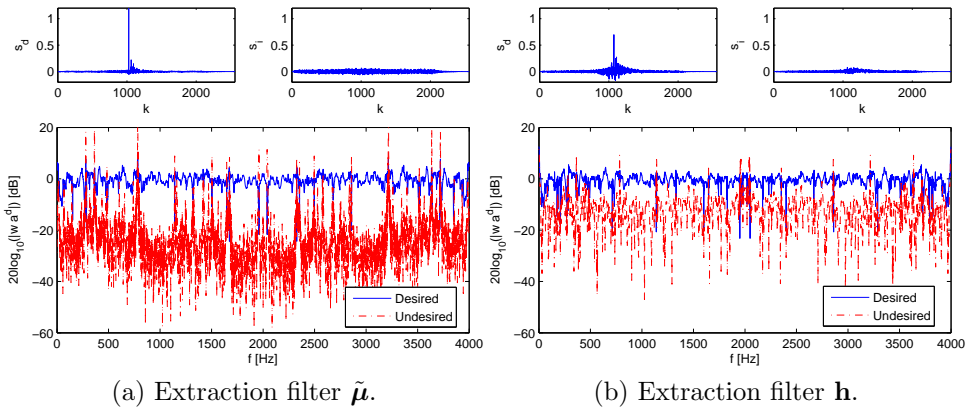 1
0.5
0
s_d
0 1000 2000
k
1
0.5
0
s_i
0 1000 2000
k
1
0.5
0
s_d
0 1000 2000
k
1
0.5
0
s_i
0 1000 2000
k
20
0
−20
−40
−60
20log₁₀(|w aᵈ|) [dB]
Desired
Undesired
0 500 1000 1500 2000 2500 3000 3500 4000
f [Hz]
20
0
−20
−40
−60
20log₁₀(|w aᵈ|) [dB]
Desired
Undesired
0 500 1000 1500 2000 2500 3000 3500 4000
f [Hz]
(a) Extraction filter μ̃.
(b) Extraction filter h.